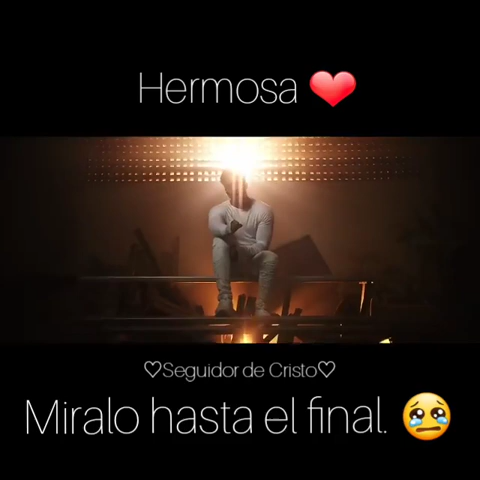 Hermosa ❤
♡Seguidor de Cristo♡
Miralo hasta el final. 😢